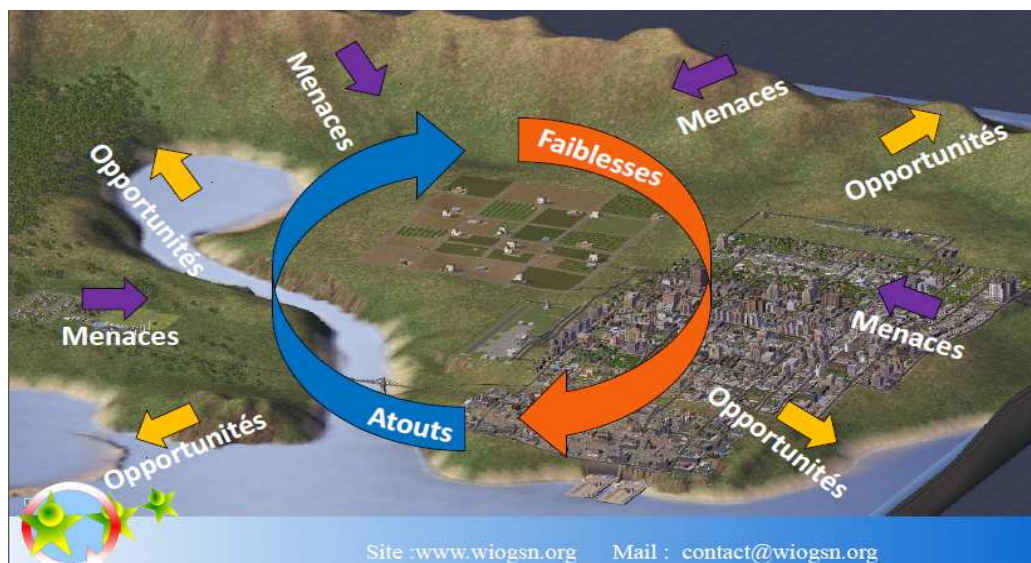 Menaces
Menaces
Faiblesses
Opportunités
Opportunités
Menaces
Menaces
Atouts
Opportunités
Opportunités
Site :www.wiogsn.org Mail : contact@wiogsn.org